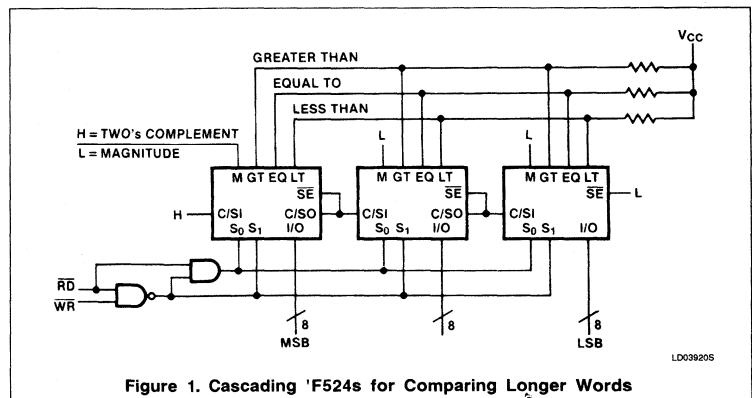 VCC
GREATER THAN
EQUAL TO
LESS THAN
H = TWO's COMPLEMENT
L = MAGNITUDE
L
L
M GT EQ LT
M GT EQ LT
M GT EQ LT
SE
SE
SE
L
H
C/SI
C/SO
C/SI
C/SO
C/SI
S0 S1
I/O
S0 S1
I/O
S0 S1
I/O
RD
WR
8
8
8
MSB
LSB
LD03920S
Figure 1. Cascading 'F524s for Comparing Longer Words